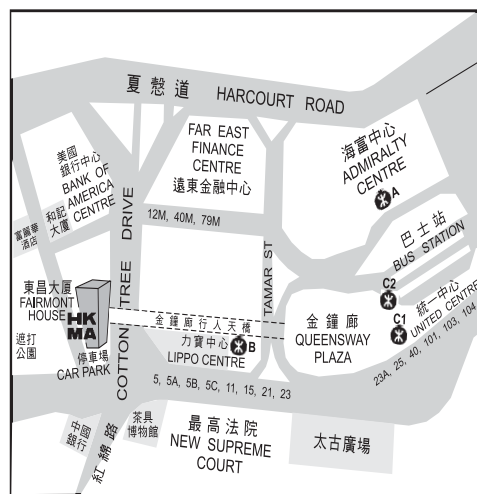 夏慤道 HARCOURT ROAD
美國
銀行中心
BANK OF
AMERICA
CENTRE
和記
大厦
富麗華
酒店
FAR EAST
FINANCE
CENTRE
遠東金融中心
海富中心
ADMIRALTY
CENTRE
A
12M, 40M, 79M
COTTON TREE DRIVE
TAMAR ST
巴士站
BUS STATION
C2
統一中心
UNITED CENTRE
C1
東昌大廈
FAIRMONT
HOUSE
HK
MA
停車場
CAR PARK
遮打
公園
金鐘廊行人天橋
力寶中心
LIPPO CENTRE
B
金鐘廊
QUEENSWAY
PLAZA
23A, 25, 40, 101, 103, 104
5, 5A, 5B, 5C, 11, 15, 21, 23
中國
銀行
紅綿路
茶具
博物館
最高法院
NEW SUPREME
COURT
太古廣場